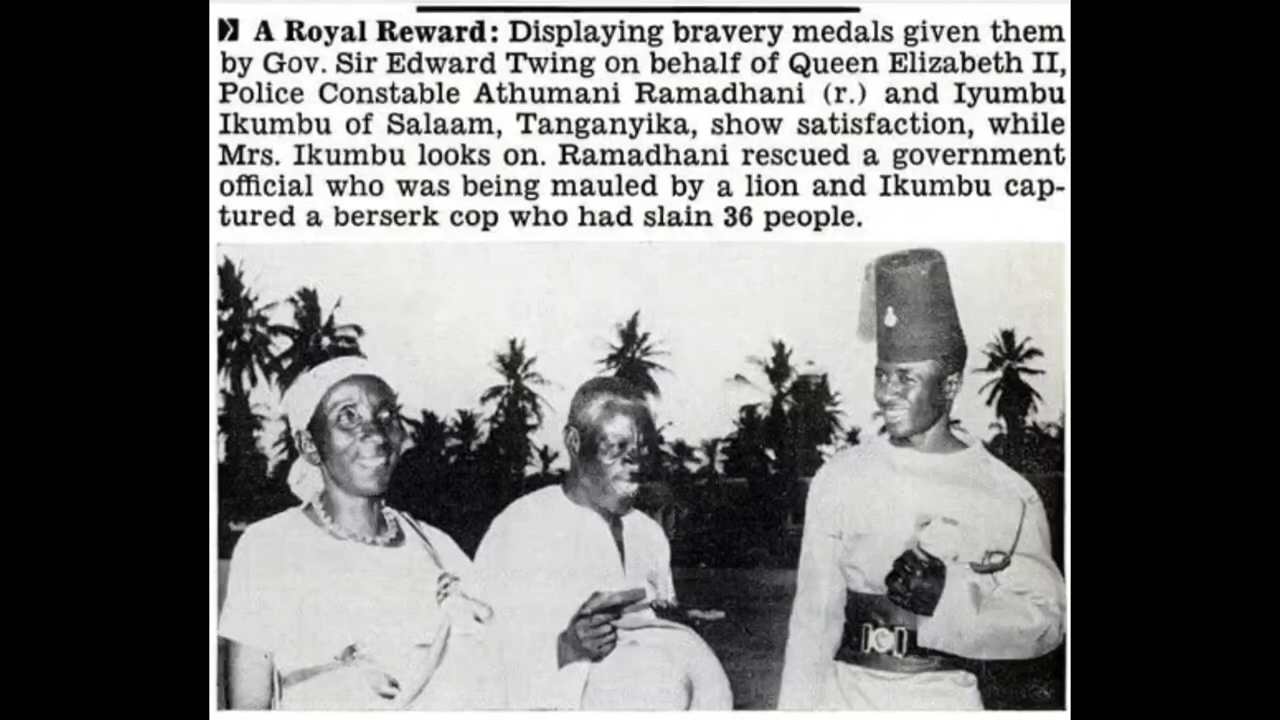 A Royal Reward: Displaying bravery medals given them
by Gov. Sir Edward Twing on behalf of Queen Elizabeth II,
Police Constable Athumani Ramadhani (r.) and Iyumbu
Ikumbu of Salaam, Tanganyika, show satisfaction, while
Mrs. Ikumbu looks on. Ramadhani rescued a government
official who was being mauled by a lion and Ikumbu cap-
tured a berserk cop who had slain 36 people.